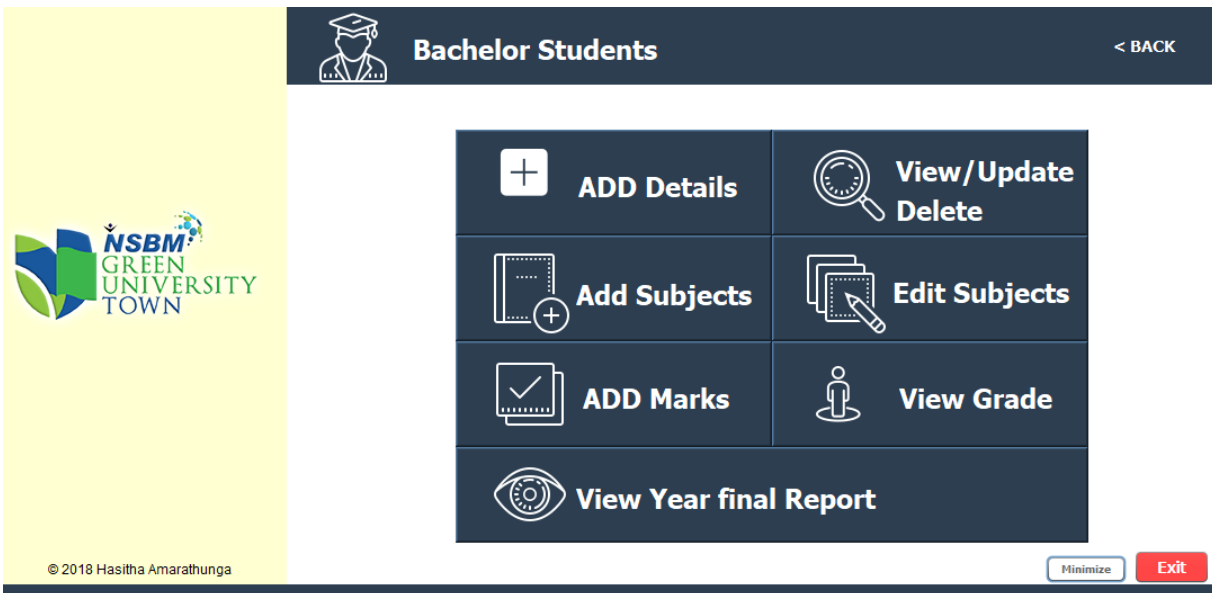 Bachelor Students
< BACK
ADD Details
View/Update
Delete
NSBM
GREEN
UNIVERSITY
TOWN
Add Subjects
Edit Subjects
ADD Marks
View Grade
View Year final Report
© 2018 Hasitha Amarathunga
Minimize
Exit